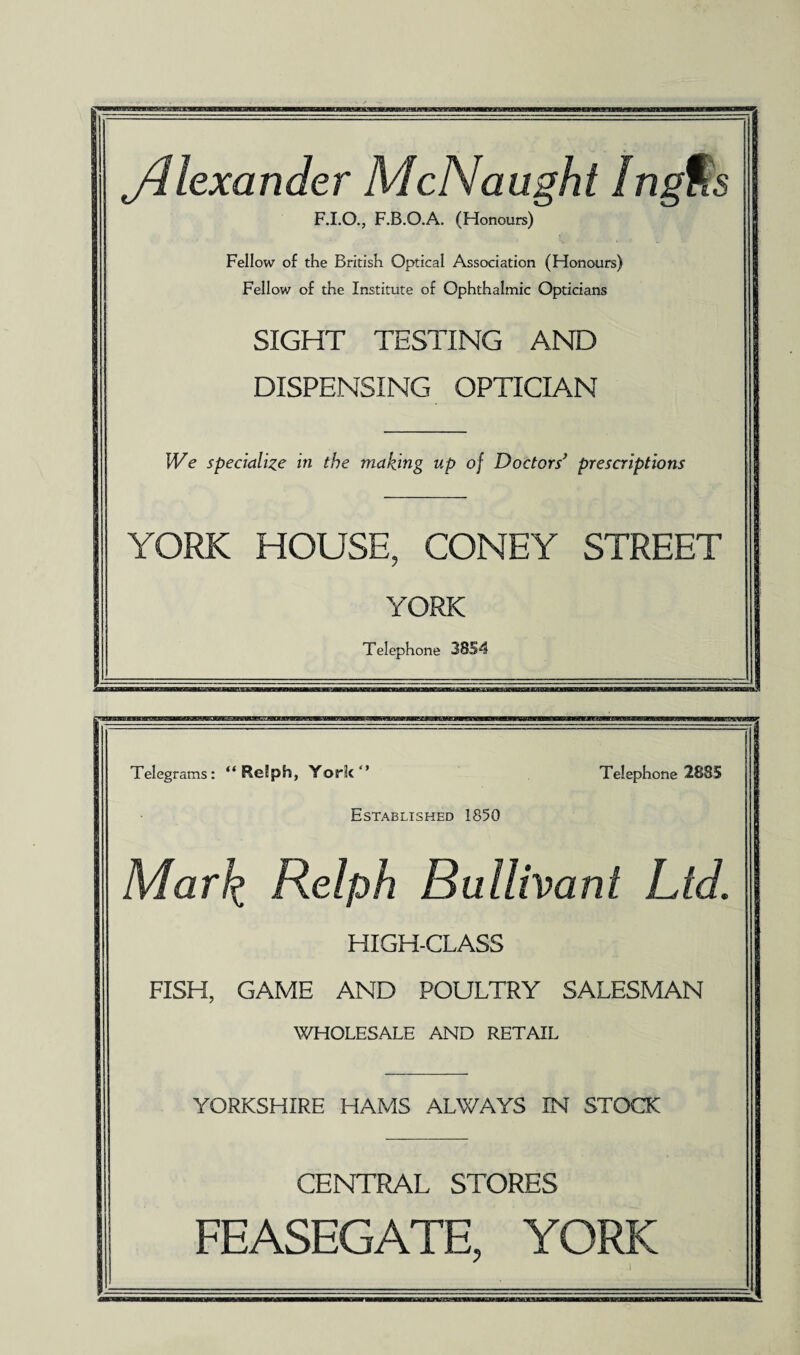 Alexander McNaught Inglis
F.I.O., F.B.O.A. (Honours)
Fellow of the British Optical Association (Honours)
Fellow of the Institute of Ophthalmic Opticians
SIGHT TESTING AND
DISPENSING OPTICIAN
We specialize in the making up of Doctors' prescriptions
YORK HOUSE, CONEY STREET
YORK
Telephone 3854
Telegrams: "Relph, York" Telephone 2885
ESTABLISHED 1850
Mark Relph Bullivant Ltd.
HIGH-CLASS
FISH, GAME AND POULTRY SALESMAN
WHOLESALE AND RETAIL
YORKSHIRE HAMS ALWAYS IN STOCK
CENTRAL STORES
FEASEGATE, YORK